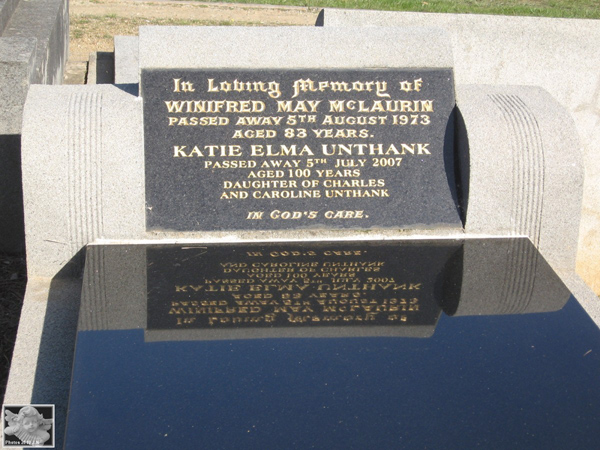 In Loving Memory of
WINIFRED MAY McLAURIN
PASSED AWAY 5TH AUGUST 1973
AGED 83 YEARS.
KATIE ELMA UNTHANK
PASSED AWAY 5TH JULY 2007
AGED 100 YEARS
DAUGHTER OF CHARLES
AND CAROLINE UNTHANK
IN GOD'S CARE.